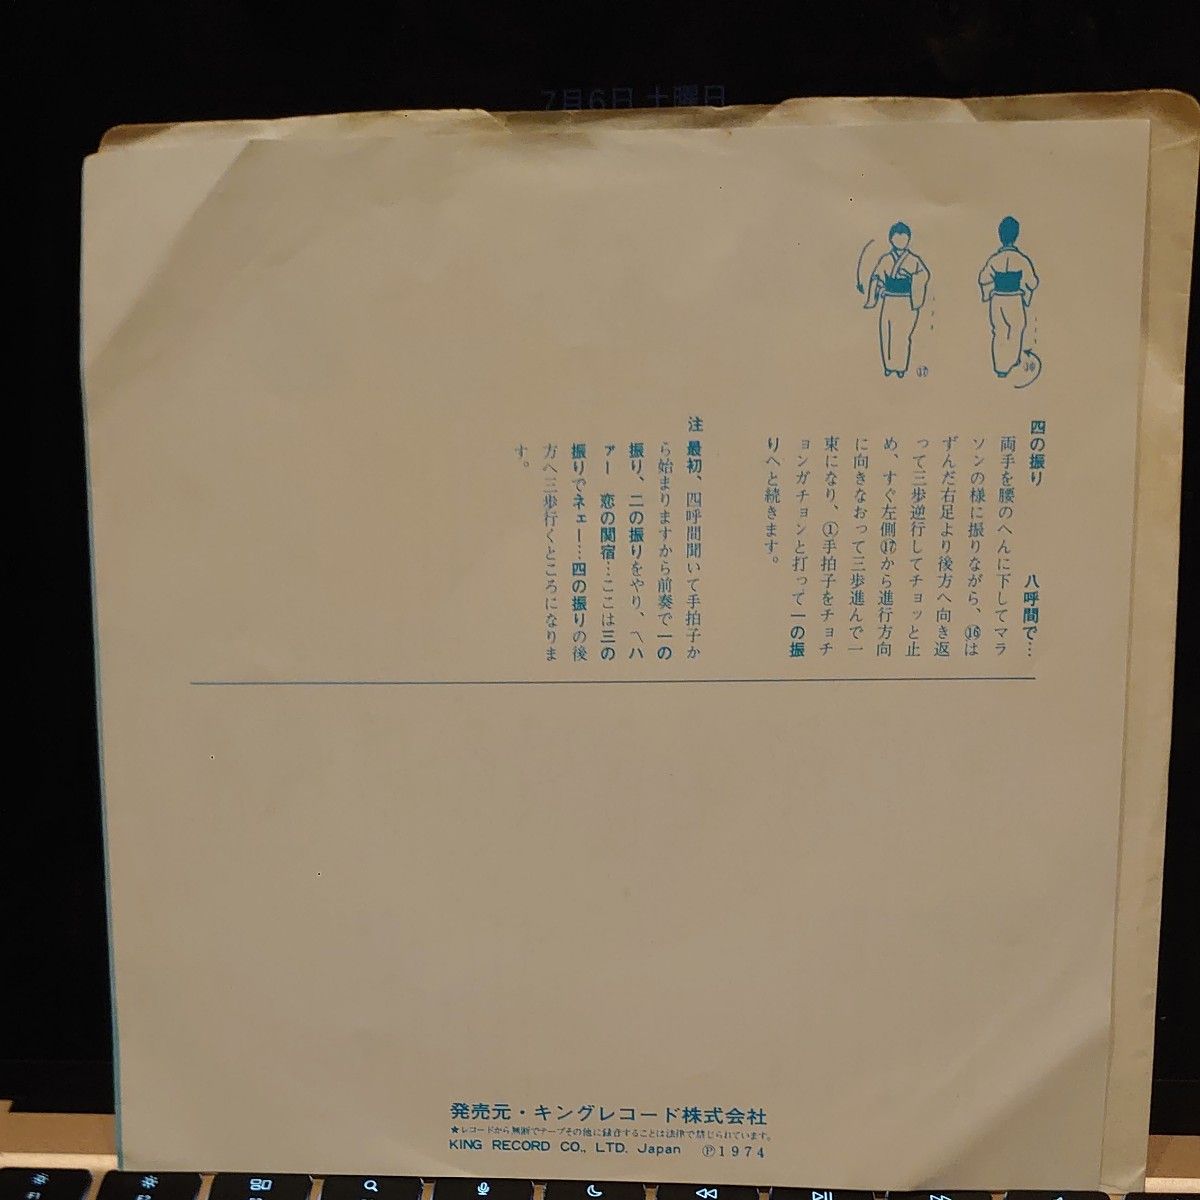 7月6日 土曜日
⑯
⑰
四の振り　八呼間で…
両手を腰のへんに下してマラ
ソンの様に振りながら、⑯は
ずんだ右足より後方へ向き返
って三歩逆行してチョッと止
め、すぐ左側⑰から進行方向
に向きなおって三歩進んで一
束になり、①手拍子をチョチ
ョンガチョンと打って一の振
りへと続きます。
注 最初、四呼間聞いて手拍子か
ら始まりますから前奏で一の
振り、二の振りをやり、〽ハ
ァー 恋の関宿…ここは三の
振りでネェー…四の振りの後
方へ三歩行くところになりま
す。
発売元・キングレコード株式会社
★レコードから無断でテープその他に録音することは法律で禁じられています。
KING RECORD CO., LTD. Japan ℗1974